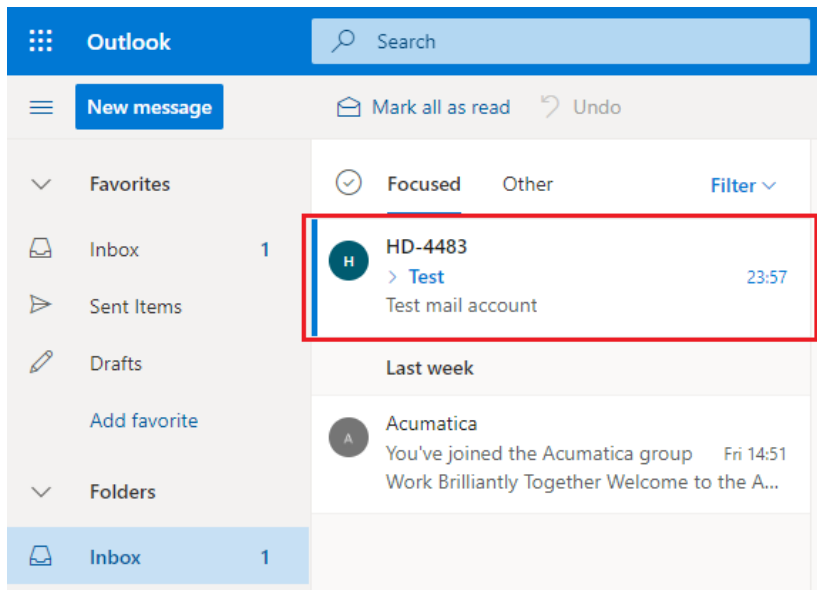 Outlook
Search
New message
Mark all as read
Undo
Favorites
Inbox 1
Sent Items
Drafts
Add favorite
Folders
Inbox 1
Focused Other Filter
H
HD-4483
> Test 23:57
Test mail account
Last week
A
Acumatica
You've joined the Acumatica group Fri 14:51
Work Brilliantly Together Welcome to the A...